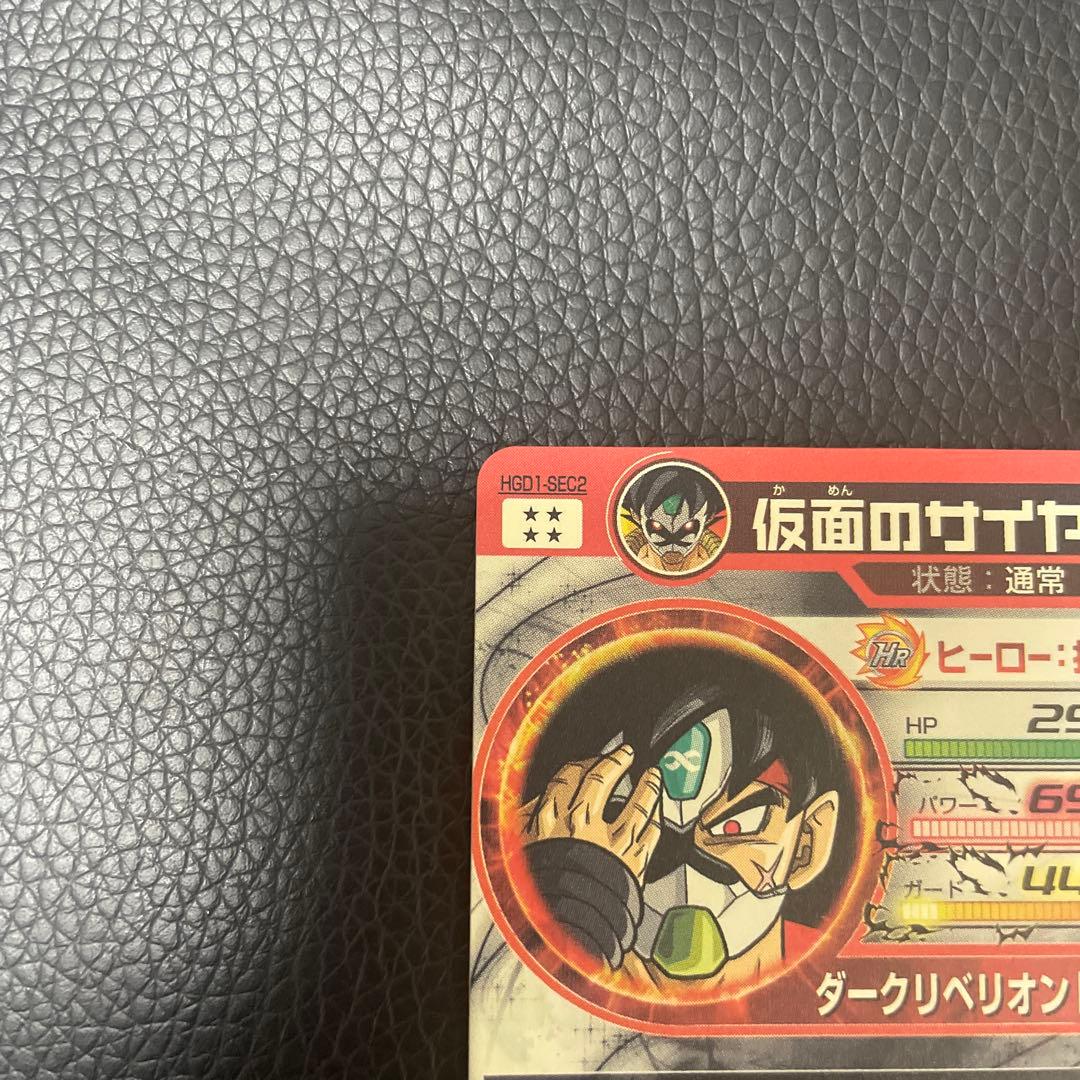 HGD1-SEC2
か めん
仮面のサイヤ
状態：通常
HR ヒーロー：
HP 29
パワー 69
ガード 44
ダークリベリオン